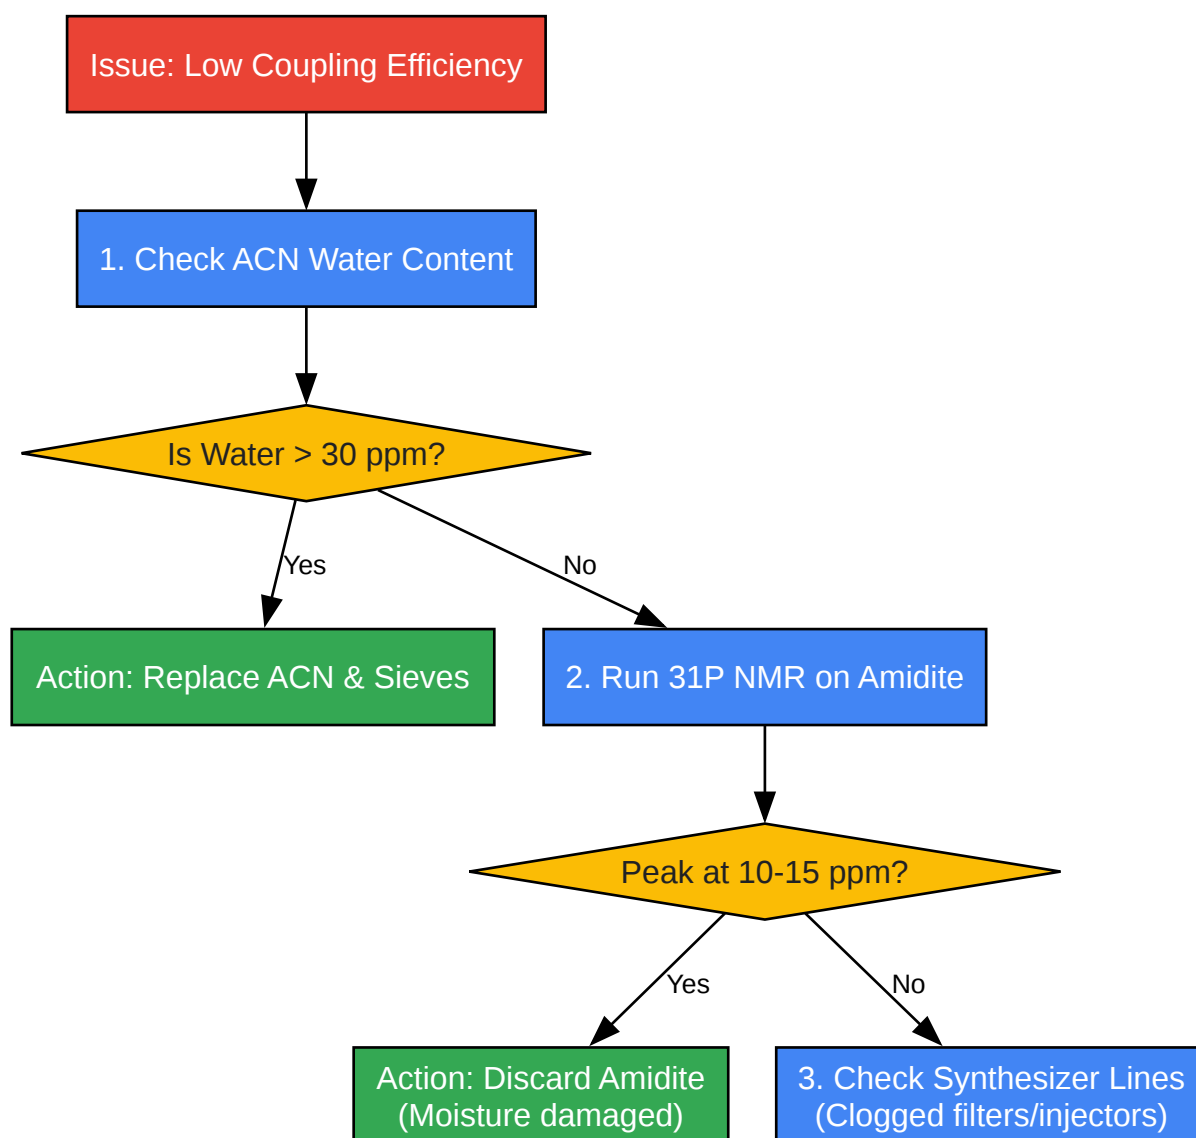 Issue: Low Coupling Efficiency
1. Check ACN Water Content
Is Water > 30 ppm?
Yes
No
Action: Replace ACN & Sieves
2. Run 31P NMR on Amidite
Peak at 10-15 ppm?
Yes
No
Action: Discard Amidite
(Moisture damaged)
3. Check Synthesizer Lines
(Clogged filters/injectors)